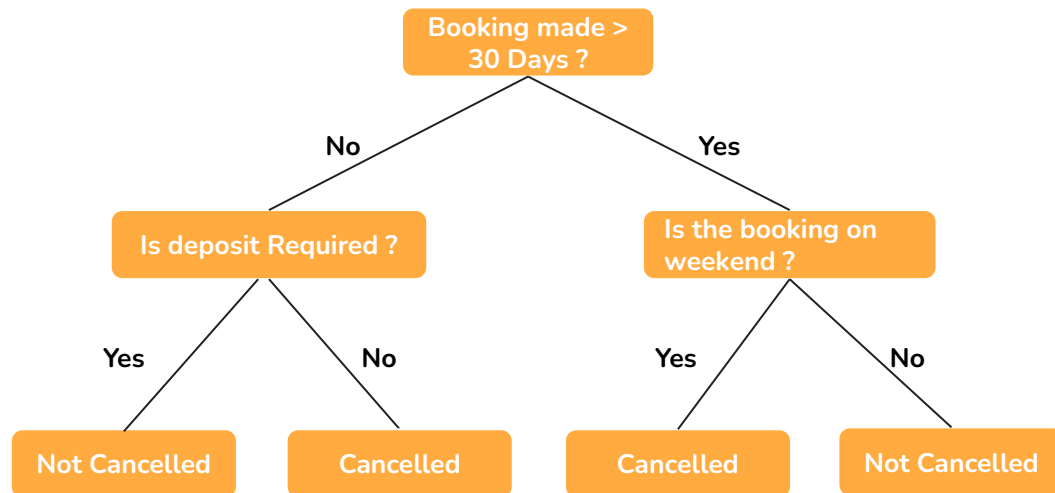 Booking made >
30 Days ?
No
Yes
Is deposit Required ?
Is the booking on
weekend ?
Yes
No
Yes
No
Not Cancelled
Cancelled
Cancelled
Not Cancelled